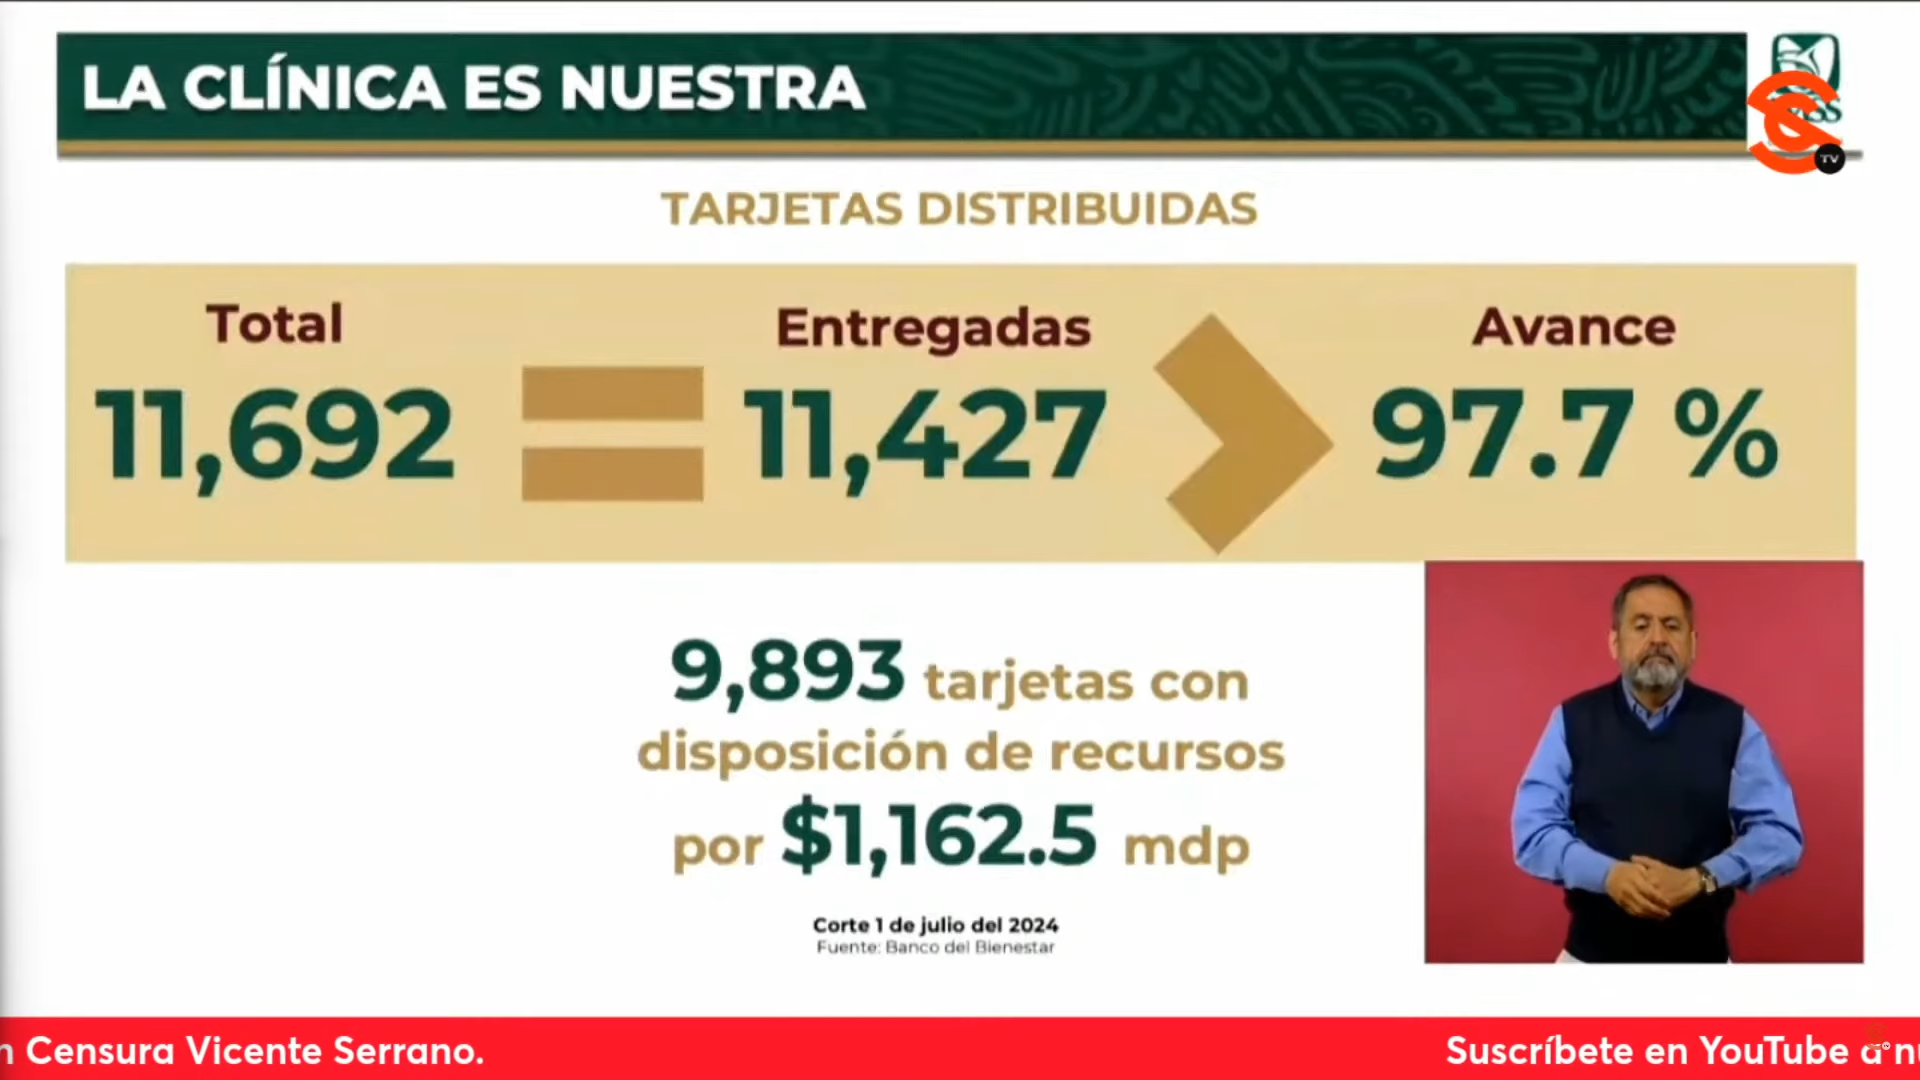 LA CLÍNICA ES NUESTRA
TV
TARJETAS DISTRIBUIDAS
Total
11,692
Entregadas
11,427
Avance
97.7 %
9,893 tarjetas con
disposición de recursos
por $1,162.5 mdp
Corte 1 de julio del 2024
Fuente: Banco del Bienestar
Censura Vicente Serrano.
Suscríbete en YouTube a